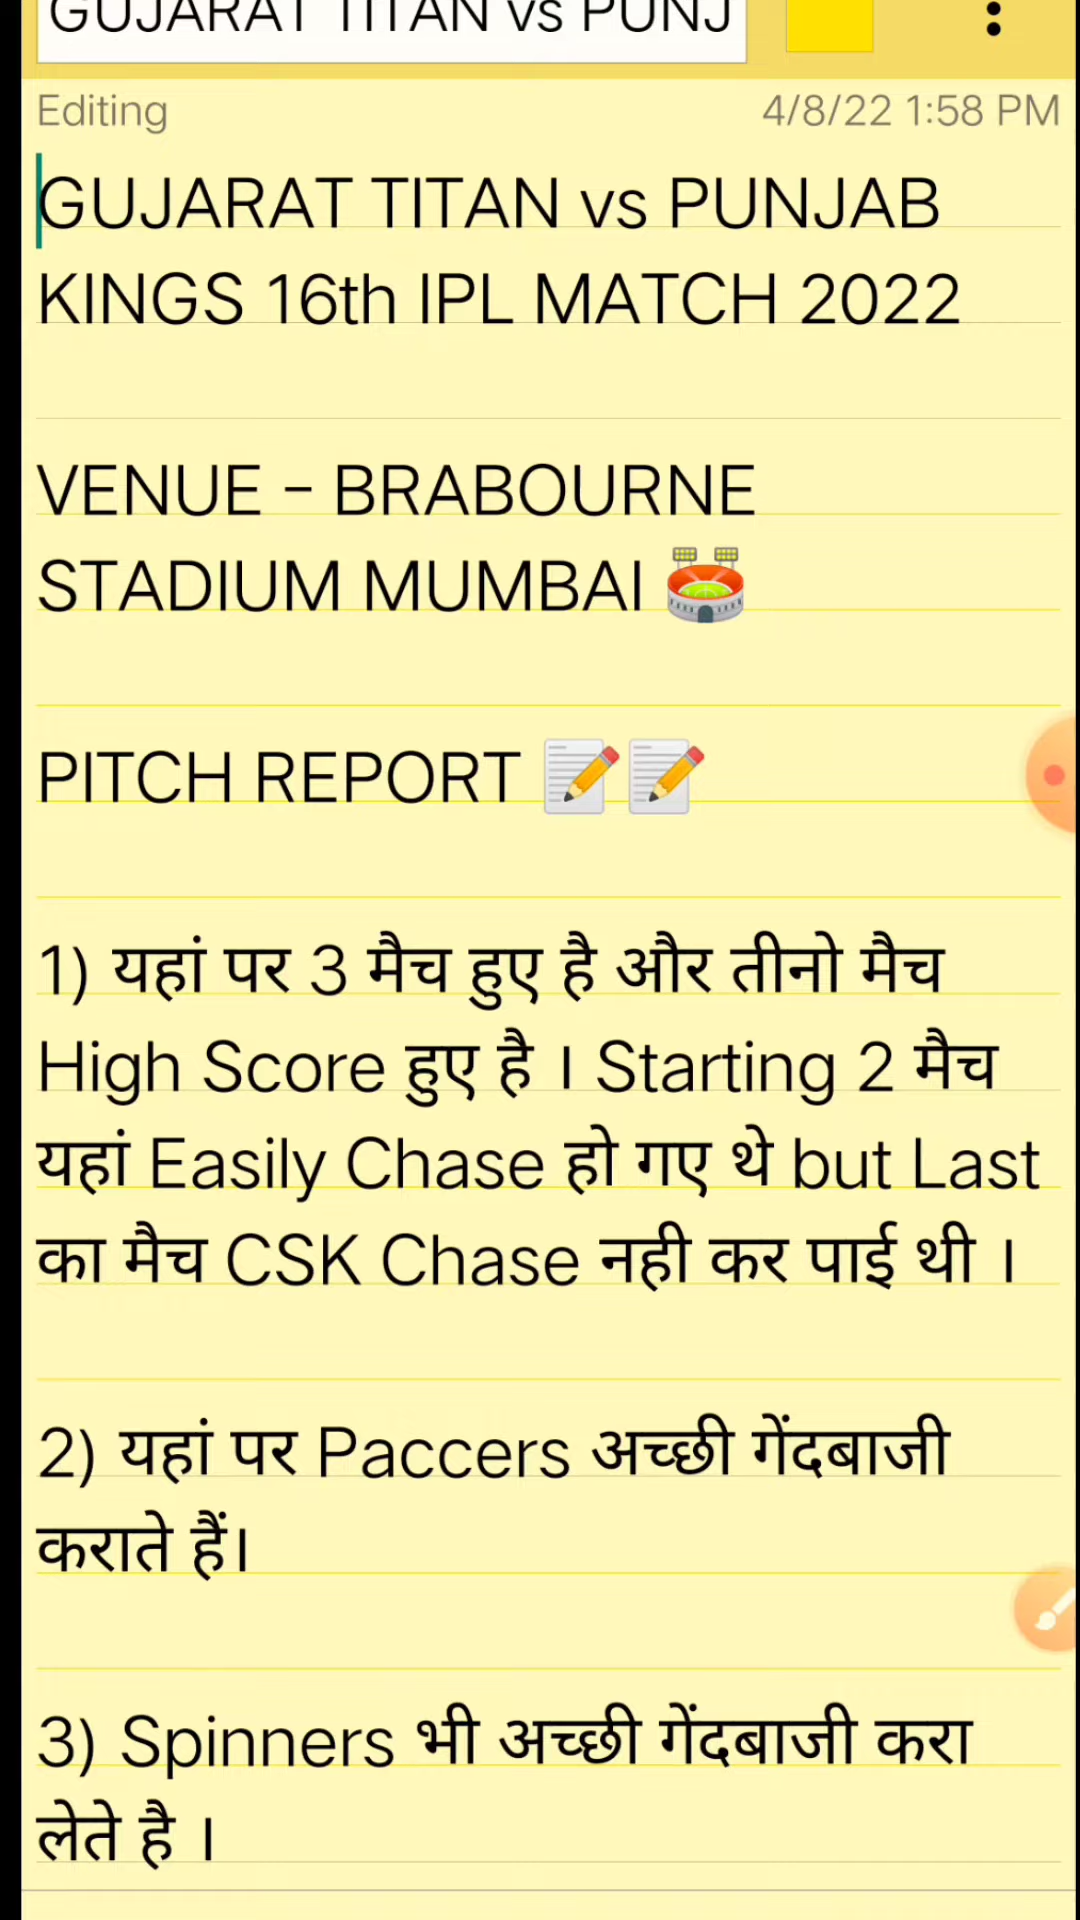 GUJARAT TITAN vs PUNJ
Editing
4/8/22 1:58 PM
GUJARAT TITAN vs PUNJAB
KINGS 16th IPL MATCH 2022
VENUE - BRABOURNE
STADIUM MUMBAI 🏟️
PITCH REPORT 📝📝
1) यहां पर 3 मैच हुए है और तीनो मैच
High Score हुए है । Starting 2 मैच
यहां Easily Chase हो गए थे but Last
का मैच CSK Chase नही कर पाई थी ।
2) यहां पर Paccers अच्छी गेंदबाजी
कराते हैं।
3) Spinners भी अच्छी गेंदबाजी करा
लेते है ।